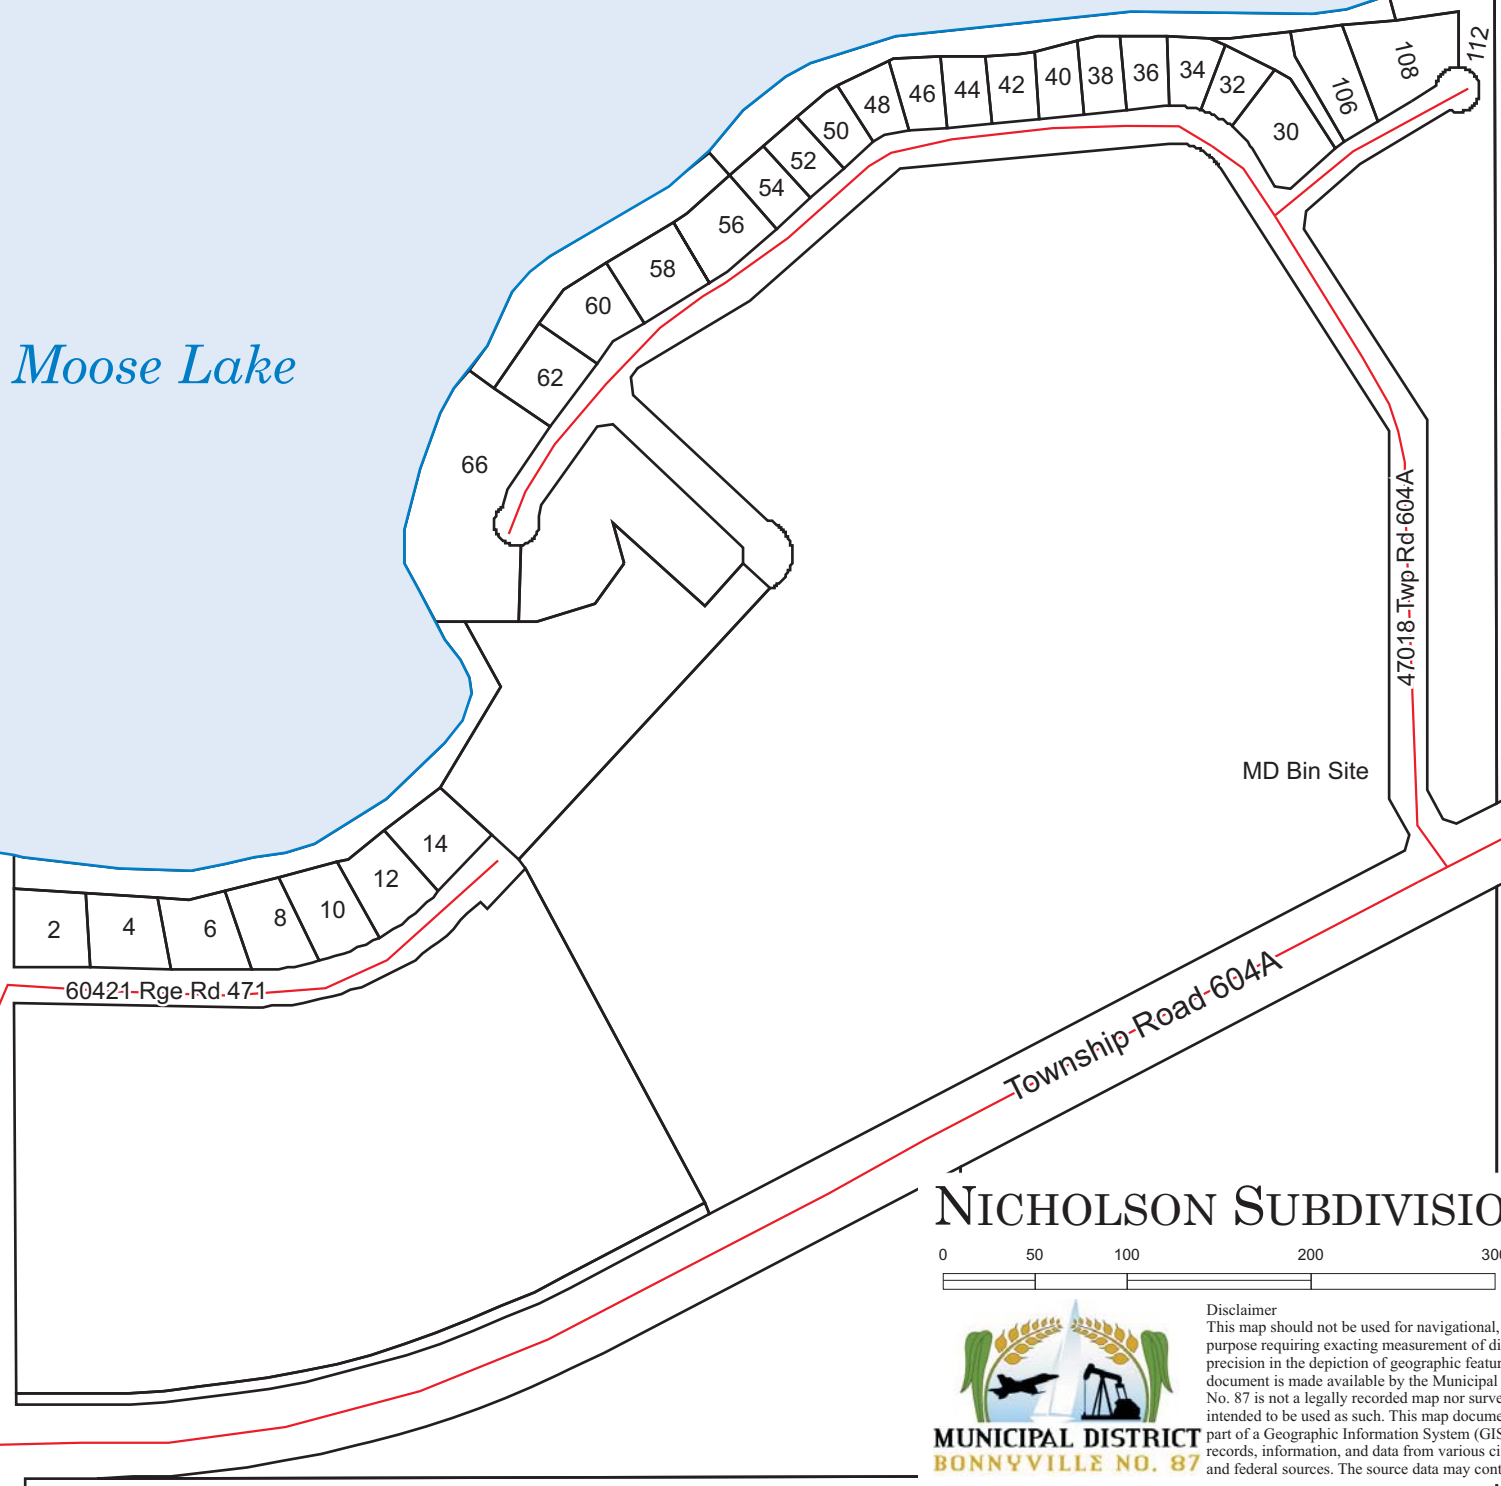 112
108
106
34
36
38
40
42
44
46
48
32
30
50
52
54
56
58
60
62
Moose Lake
66
47018 Twp Rd 604A
MD Bin Site
14
12
10
8
6
4
2
60421 Rge Rd 471
Township Road 604A
NICHOLSON SUBDIVISIO
0 50 100 200 300
Disclaimer
This map should not be used for navigational,
purpose requiring exacting measurement of di
precision in the depiction of geographic featur
document is made available by the Municipal
No. 87 is not a legally recorded map nor surve
intended to be used as such. This map docume
part of a Geographic Information System (GIS
records, information, and data from various ci
and federal sources. The source data may cont
MUNICIPAL DISTRICT
BONNYVILLE NO. 87